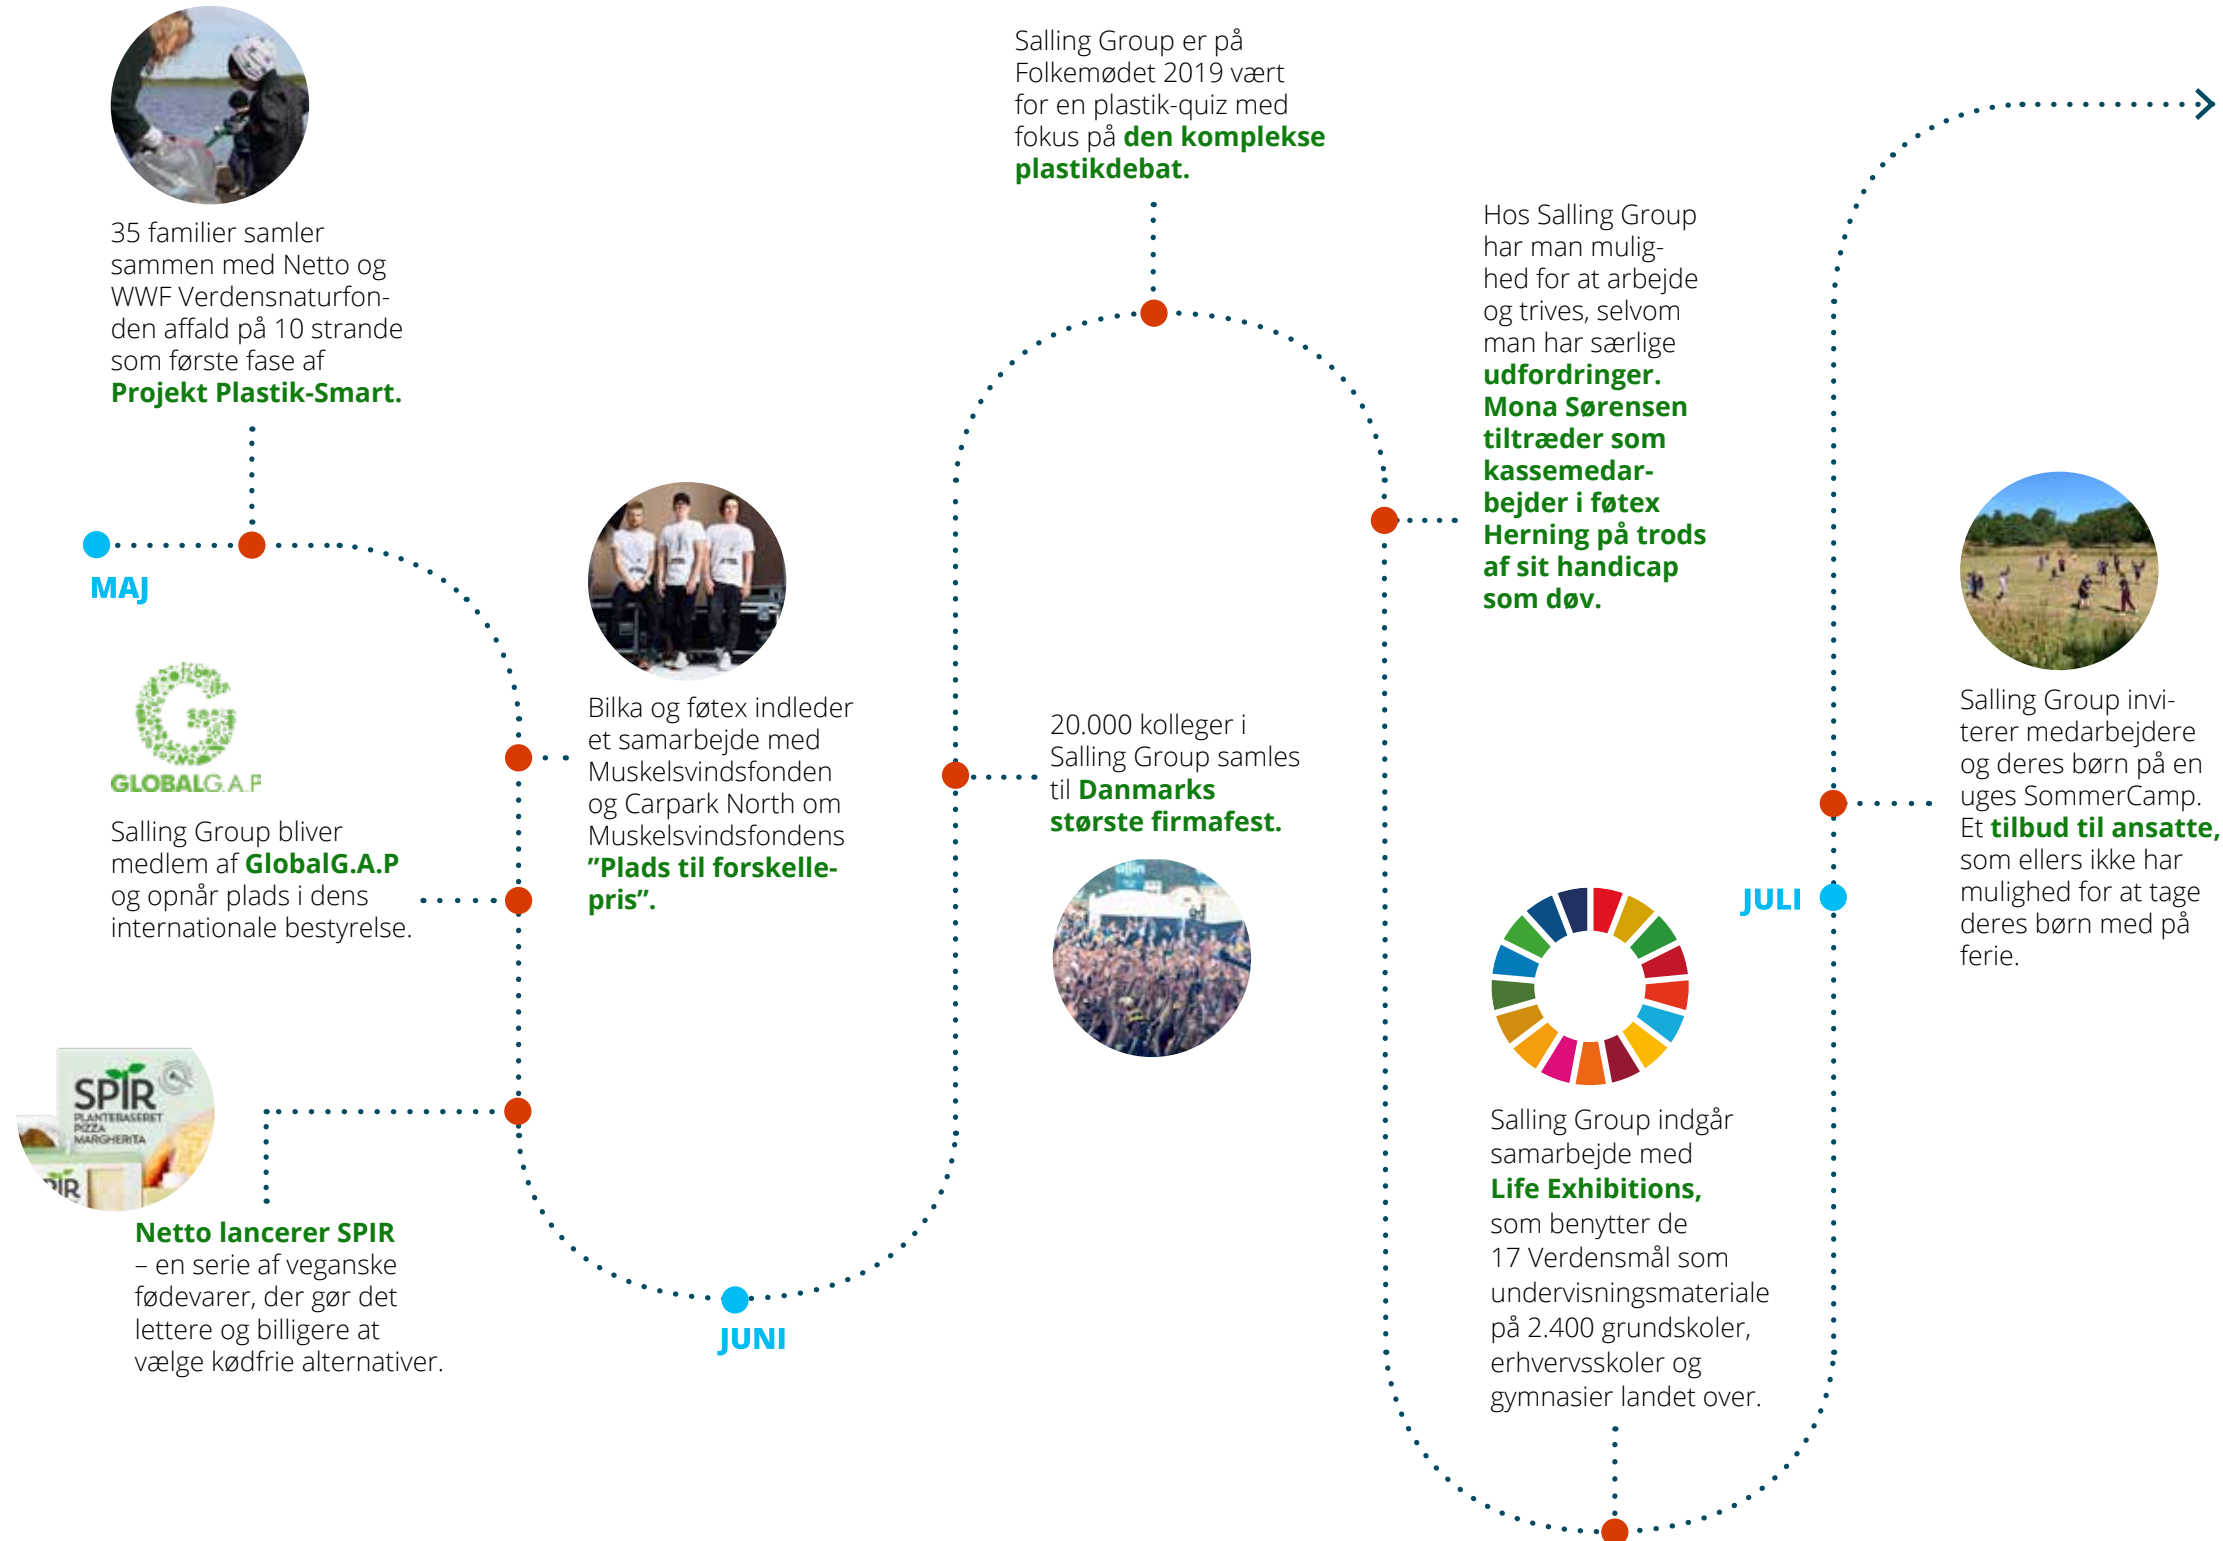 35 familier samler
sammen med Netto og
WWF Verdensnaturfon-
den affald på 10 strande
som første fase af
Projekt Plastik-Smart.
MAJ
GLOBALG.A.P
Salling Group bliver
medlem af GlobalG.A.P
og opnår plads i dens
internationale bestyrelse.
SPIR
PLANTEBASERET
PIZZA
MARGHERITA
SPIR
Netto lancerer SPIR
– en serie af veganske
fødevarer, der gør det
lettere og billigere at
vælge kødfrie alternativer.
Bilka og føtex indleder
et samarbejde med
Muskelsvindsfonden
og Carpark North om
Muskelsvindsfondens
”Plads til forskelle-
pris”.
JUNI
20.000 kolleger i
Salling Group samles
til Danmarks
største firmafest.
Salling Group er på
Folkemødet 2019 vært
for en plastik-quiz med
fokus på den komplekse
plastikdebat.
Hos Salling Group
har man mulig-
hed for at arbejde
og trives, selvom
man har særlige
udfordringer.
Mona Sørensen
tiltræder som
kassemedar-
bejder i føtex
Herning på trods
af sit handicap
som døv.
Salling Group indgår
samarbejde med
Life Exhibitions,
som benytter de
17 Verdensmål som
undervisningsmateriale
på 2.400 grundskoler,
erhvervsskoler og
gymnasier landet over.
JULI
Salling Group invi-
terer medarbejdere
og deres børn på en
uges SommerCamp.
Et tilbud til ansatte,
som ellers ikke har
mulighed for at tage
deres børn med på
ferie.